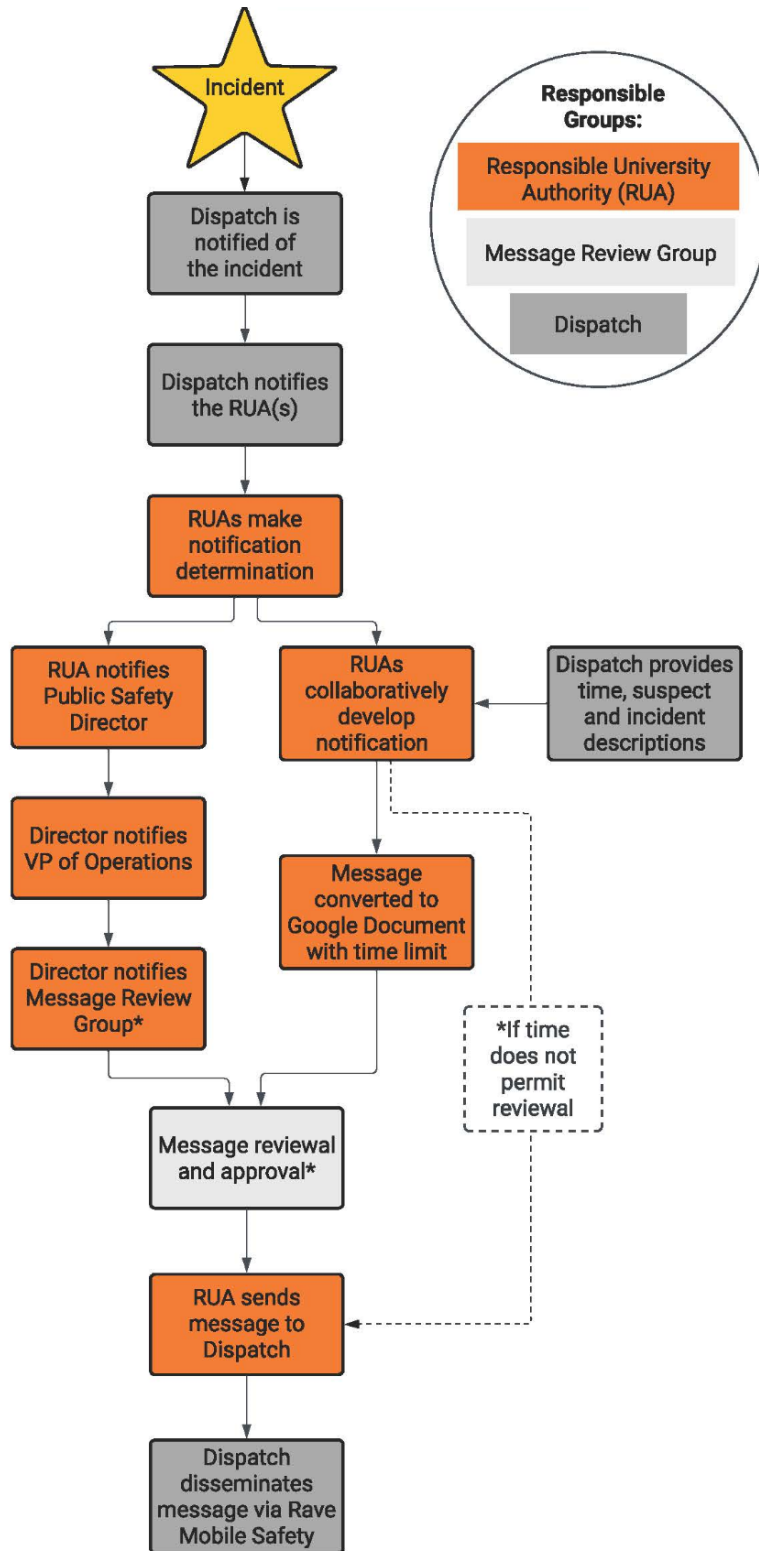 Incident
Responsible
Groups:
Responsible University
Authority (RUA)
Message Review Group
Dispatch
Dispatch is
notified of
the incident
Dispatch notifies
the RUA(s)
RUAs make
notification
determination
RUA notifies
Public Safety
Director
RUAs
collaboratively
develop
notification
Dispatch provides
time, suspect
and incident
descriptions
Director notifies
VP of Operations
Message
converted to
Google Document
with time limit
Director notifies
Message Review
Group*
*If time
does not
permit
reviewal
Message reviewal
and approval*
RUA sends
message to
Dispatch
Dispatch
disseminates
message via Rave
Mobile Safety